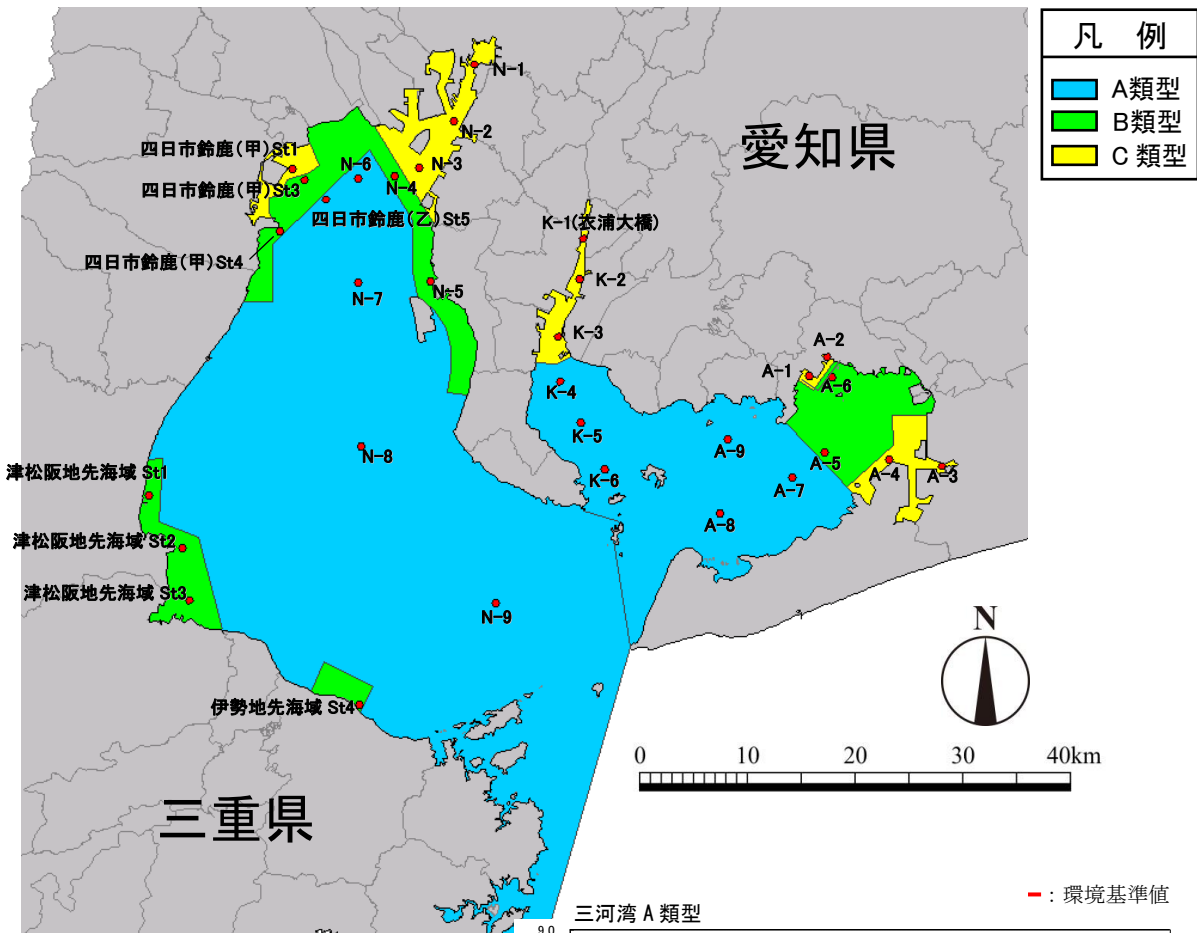 凡 例
A類型
B類型
C類型
N-1
N-2
四日市鈴鹿(甲)St1
N-6
N-3
愛知県
四日市鈴鹿(甲)St3
N-4
四日市鈴鹿(乙)St5
K-1(衣浦大橋)
四日市鈴鹿(甲)St4
N-7
N-5
K-2
K-3
A-2
A-1
A-6
K-4
K-5
A-9
N-8
A-5
A-4
A-3
津松阪地先海域 St1
K-6
A-7
A-8
津松阪地先海域 St2
津松阪地先海域 St3
N-9
N
伊勢地先海域 St4
0 10 20 30 40km
三重県
:環境基準値
三河湾 A 類型
9.0